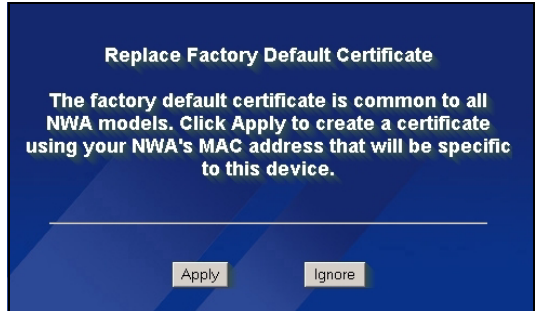 Replace Factory Default Certificate
The factory default certificate is common to all
NWA models. Click Apply to create a certificate
using your NWA's MAC address that will be specific
to this device.
Apply
Ignore